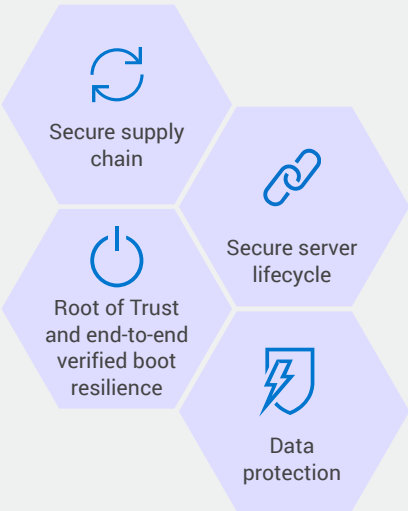 Secure supply
chain
Secure server
lifecycle
Root of Trust
and end-to-end
verified boot
resilience
Data
protection